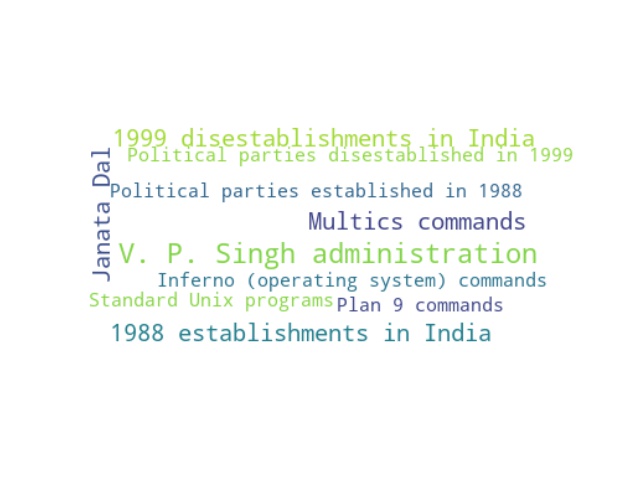 1999 disestablishments in India
Political parties disestablished in 1999
Janata Dal
Political parties established in 1988
Multics commands
V. P. Singh administration
Inferno (operating system) commands
Standard Unix programs
Plan 9 commands
1988 establishments in India